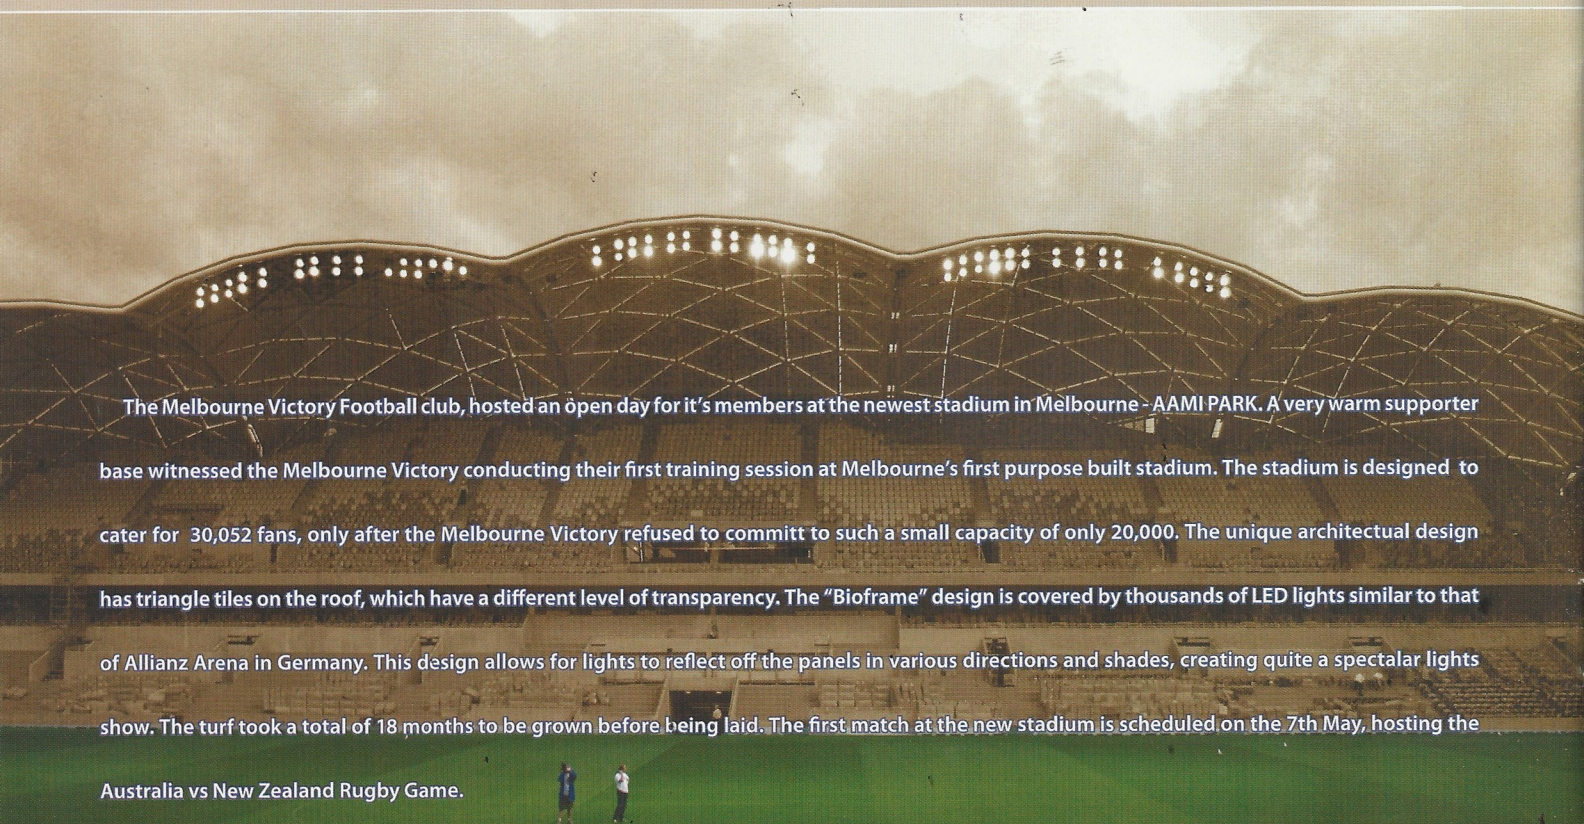 The Melbourne Victory Football club, hosted an open day for it's members at the newest stadium in Melbourne - AAMI PARK. A very warm supporter
base witnessed the Melbourne Victory conducting their first training session at Melbourne's first purpose built stadium. The stadium is designed to
cater for 30,052 fans, only after the Melbourne Victory refused to committ to such a small capacity of only 20,000. The unique architectual design
has triangle tiles on the roof, which have a different level of transparency. The “Bioframe” design is covered by thousands of LED lights similar to that
of Allianz Arena in Germany. This design allows for lights to reflect off the panels in various directions and shades, creating quite a spectalar lights
show. The turf took a total of 18 months to be grown before being laid. The first match at the new stadium is scheduled on the 7th May, hosting the
Australia vs New Zealand Rugby Game.